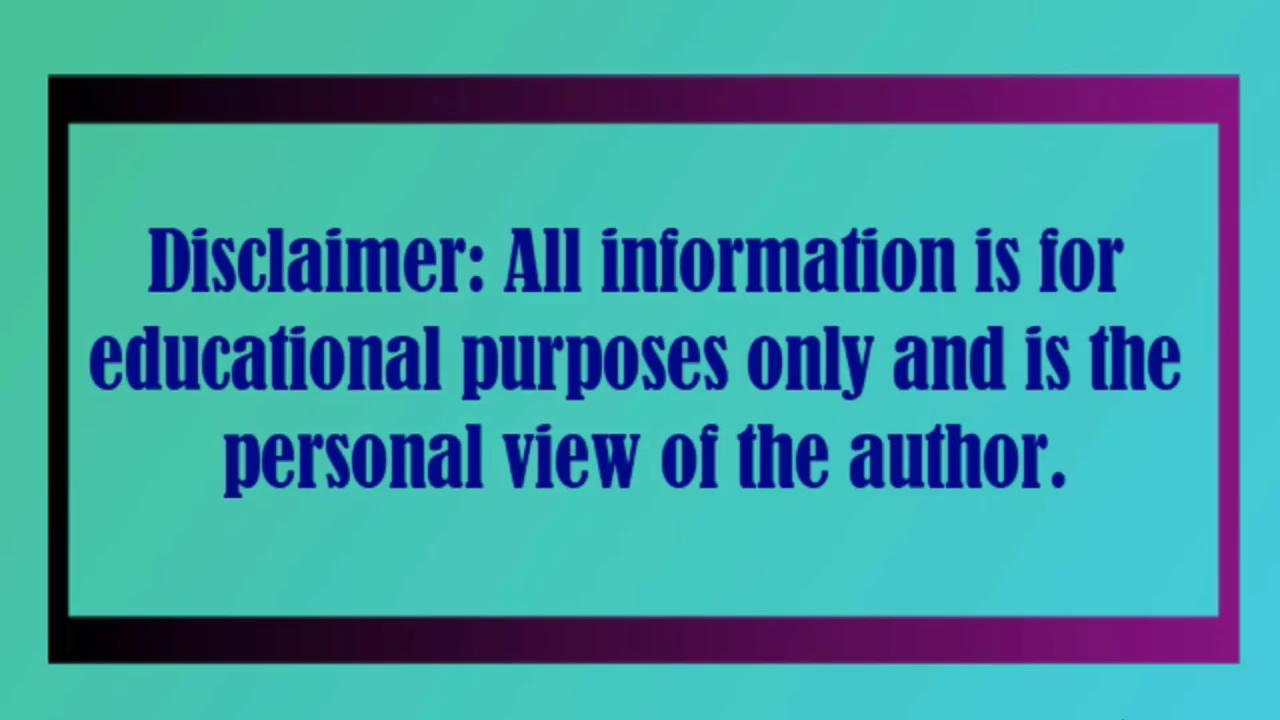 Disclaimer: All information is for
educational purposes only and is the
personal view of the author.